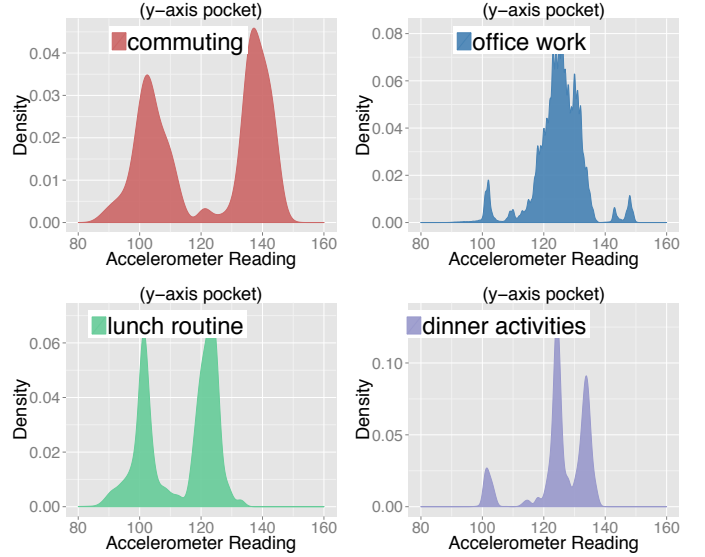 (y-axis pocket)
commuting
Density
0.04
0.03
0.02
0.01
0.00
80 100 120 140 160
Accelerometer Reading
(y-axis pocket)
office work
Density
0.08
0.06
0.04
0.02
0.00
80 100 120 140 160
Accelerometer Reading
(y-axis pocket)
lunch routine
Density
0.06
0.04
0.02
0.00
80 100 120 140 160
Accelerometer Reading
(y-axis pocket)
dinner activities
Density
0.10
0.05
0.00
80 100 120 140 160
Accelerometer Reading